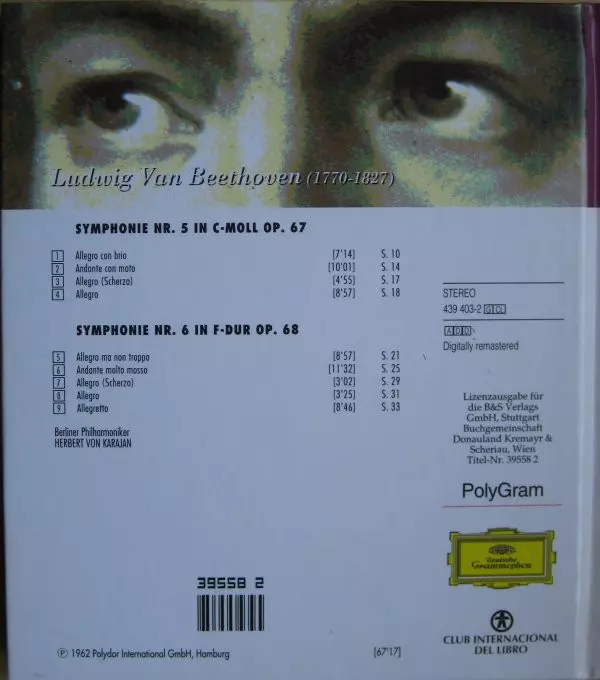 Ludwig Van Beethoven (1770-1827)
SYMPHONIE NR. 5 IN C-MOLL OP. 67
1 Allegro con brio [7'14] S. 10
2 Andante con moto [10'01] S. 14
3 Allegro (Scherzo) [4'55] S. 17
4 Allegro [8'57] S. 18
SYMPHONIE NR. 6 IN F-DUR OP. 68
5 Allegro ma non troppo [8'57] S. 21
6 Andante molto mosso [11'32] S. 25
7 Allegro (Scherzo) [3'02] S. 29
8 Allegro [3'25] S. 31
9 Allegretto [8'46] S. 33
Berliner Philharmoniker
HERBERT VON KARAJAN
STEREO
439 403-2
ADD
Digitally remastered
Lizenzausgabe für
die B&S Verlags
GmbH, Stuttgart
Buchgemeinschaft
Donauland Kremayr &
Scheriau, Wien
Titel-Nr. 39558 2
PolyGram
Deutsche
Grammophon
CLUB INTERNACIONAL
DEL LIBRO
39558 2
℗ 1962 Polydor International GmbH, Hamburg [67'17]